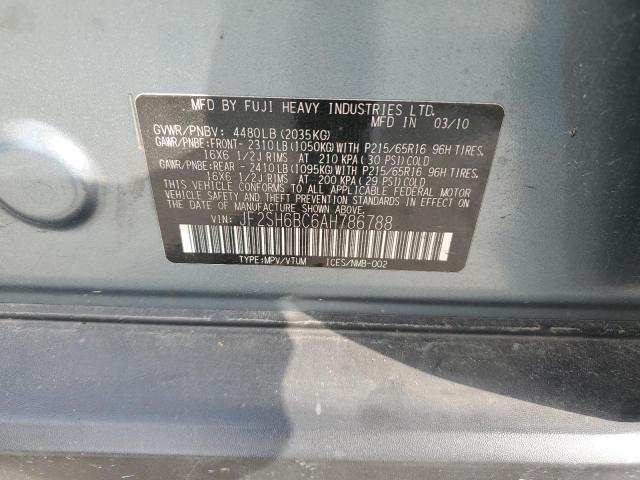 MFD BY FUJI HEAVY INDUSTRIES LTD.
MFD IN 03/10
GVWR/PNBV: 4480LB(2035KG)
GAWR/PNBE:FRONT- 2310LB(1050KG)WITH P215/65R16 96H TIRES.
16X6 1/2J RIMS AT 210 KPA(30 PSI)COLD
GAWR/PNBE:REAR - 2410LB(1095KG)WITH P215/65R16 96H TIRES.
16X6 1/2J RIMS AT 200 KPA(29 PSI)COLD
THIS VEHICLE CONFORMS TO ALL APPLICABLE FEDERAL MOTOR
VEHICLE SAFETY AND THEFT PREVENTION STANDARDS IN EFFECT ON
THE DATE OF MANUFACTURE SHOWN ABOVE.
VIN: JF2SH6BC6AH786788
TYPE:MPV/VTUM ICES/NMB-002